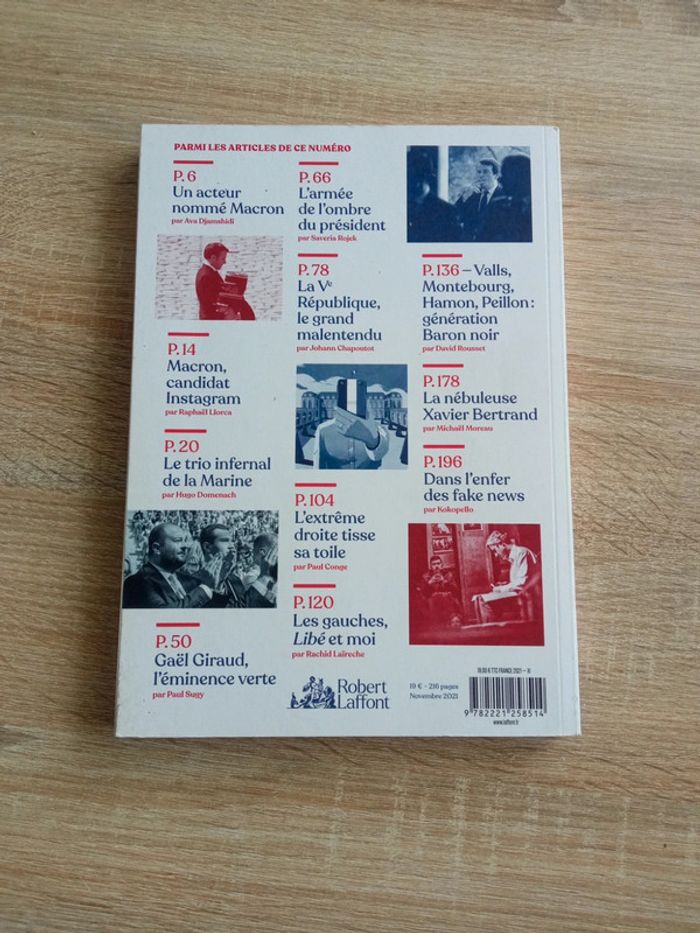 PARMI LES ARTICLES DE CE NUMÉRO
P. 6
Un acteur
nommé Macron
par Ava Djamshidi
P.14
Macron,
candidat
Instagram
par Raphaël Llorca
P.20
Le trio infernal
de la Marine
par Hugo Domenach
P.50
Gaël Giraud,
l'éminence verte
par Paul Sugy
P. 66
L'armée
de l'ombre
du président
par Saveria Rojek
P.78
La Ve
République,
le grand
malentendu
par Johann Chapoutot
P.104
L'extrême
droite tisse
sa toile
par Paul Conge
P.120
Les gauches,
Libé et moi
par Rachid Laïreche
P.136 – Valls,
Montebourg,
Hamon, Peillon :
génération
Baron noir
par David Rousset
P.178
La nébuleuse
Xavier Bertrand
par Michaël Moreau
P.196
Dans l'enfer
des fake news
par Kokopello
Robert
Laffont
19 € - 216 pages
Novembre 2021
19,00 € TTC FRANCE 2021 – XI
9 782221 258514
www.laffont.fr